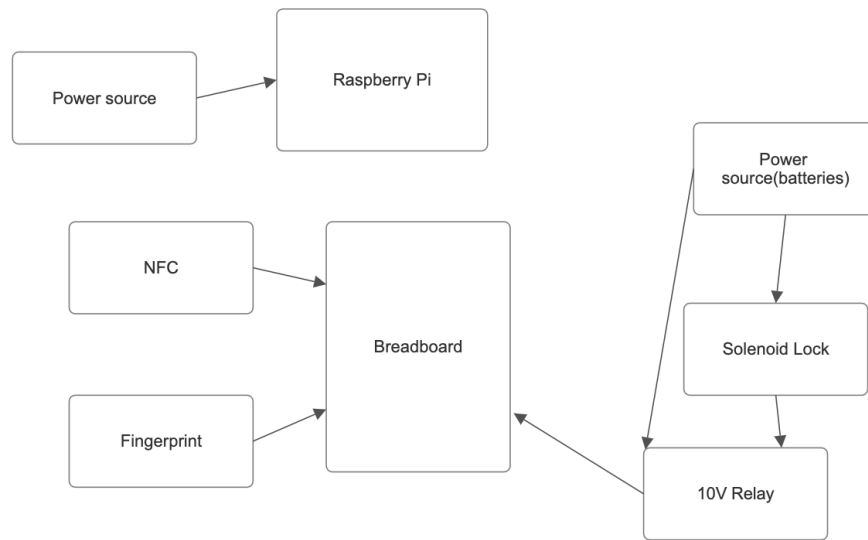 Raspberry Pi
Power source
Power
source(batteries)
NFC
Breadboard
Solenoid Lock
Fingerprint
10V Relay